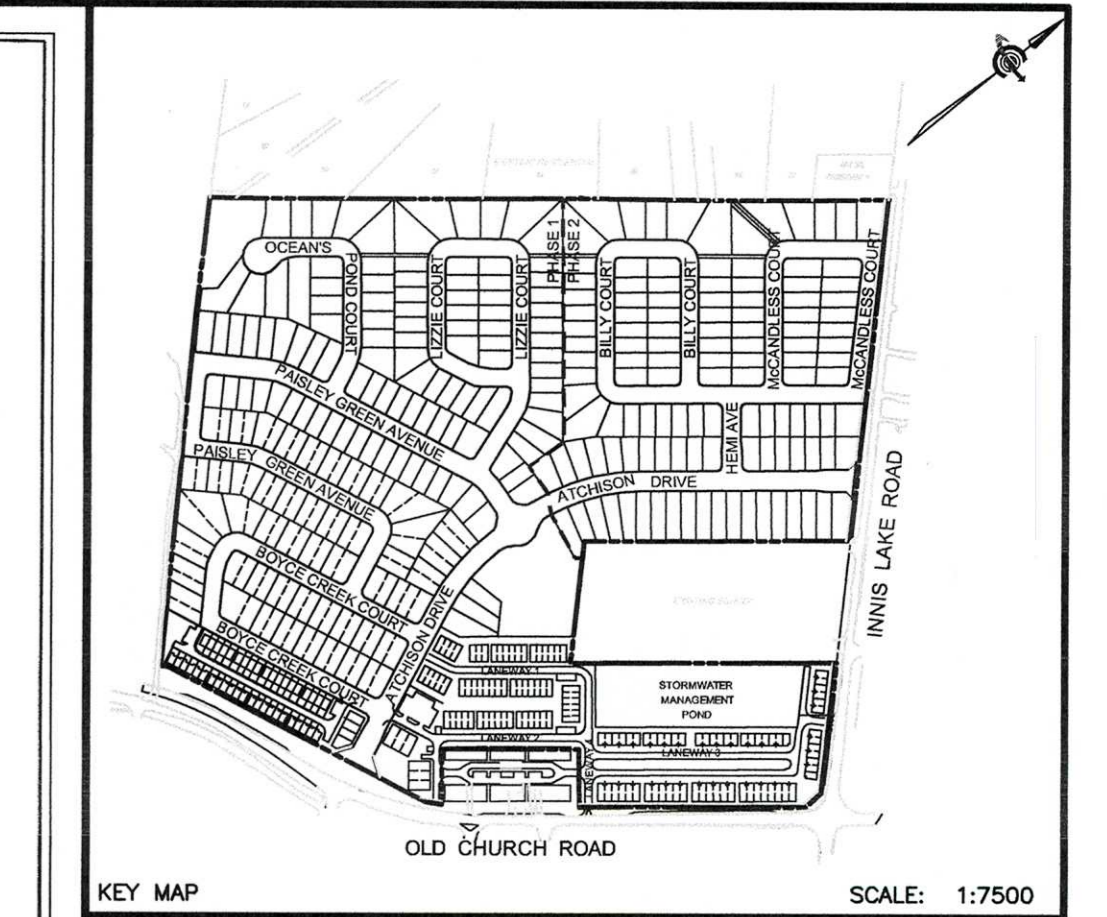 OCEAN'S
POND COURT
LIZZIE COURT
LIZZIE COURT
PHASE 1
PHASE 2
BILLY COURT
BILLY COURT
McCANDLESS COURT
McCANDLESS COURT
PAISLEY GREEN AVENUE
HEMI AVE
PAISLEY GREEN AVENUE
ATCHISON DRIVE
INNIS LAKE ROAD
BOYCE CREEK COURT
ATCHISON DRIVE
BOYCE CREEK COURT
LANEWAY 1
STORMWATER
MANAGEMENT
POND
LANEWAY 2
LANEWAY
LANEWAY 3
OLD CHURCH ROAD
KEY MAP
SCALE: 1:7500